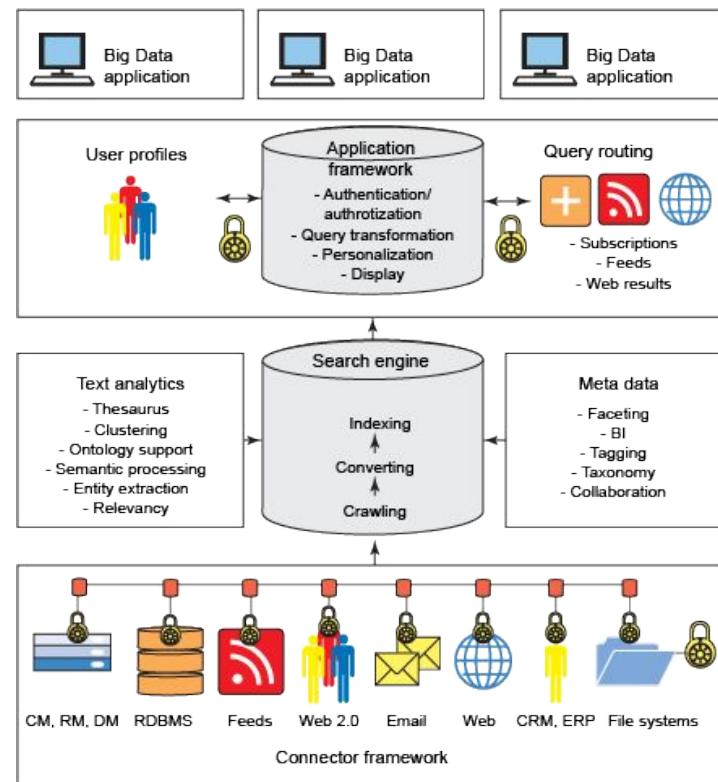 Big Data
application
Big Data
application
Big Data
application
User profiles
Application
framework
- Authentication/
authrotization
- Query transformation
- Personalization
- Display
Query routing
- Subscriptions
- Feeds
- Web results
Text analytics
- Thesaurus
- Clustering
- Ontology support
- Semantic processing
- Entity extraction
- Relevancy
Search engine
Indexing
Converting
Crawling
Meta data
- Faceting
- BI
- Tagging
- Taxonomy
- Collaboration
CM, RM, DM
RDBMS
Feeds
Web 2.0
Email
Web
CRM, ERP
File systems
Connector framework